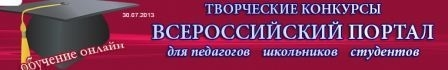 30.07.2013
ТВОРЧЕСКИЕ КОНКУРСЫ
ВСЕРОССИЙСКИЙ ПОРТАЛ
для педагогов школьников студентов
обучение онлайн